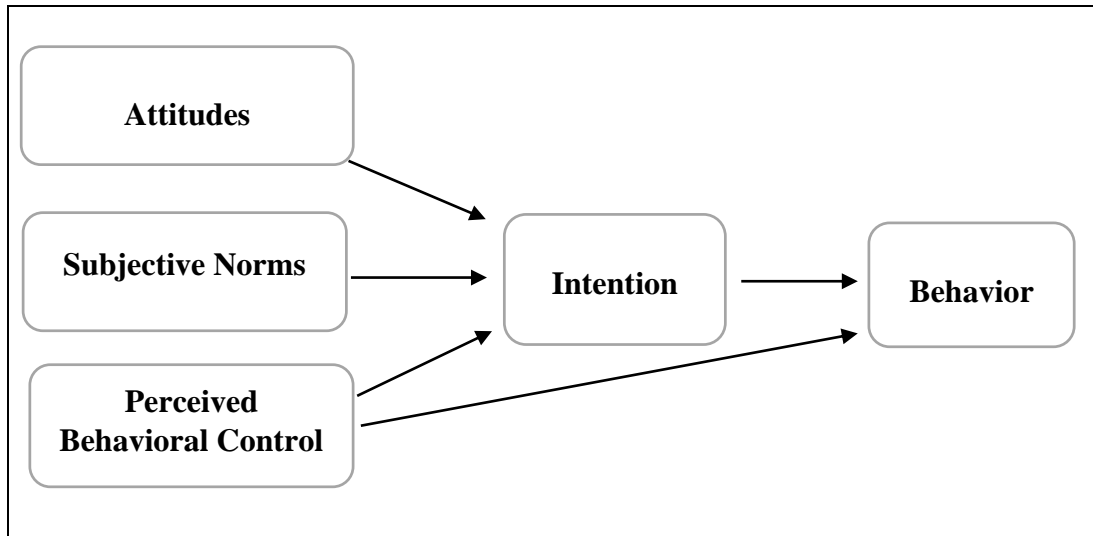 Attitudes
Subjective Norms
Perceived
Behavioral Control
Intention
Behavior